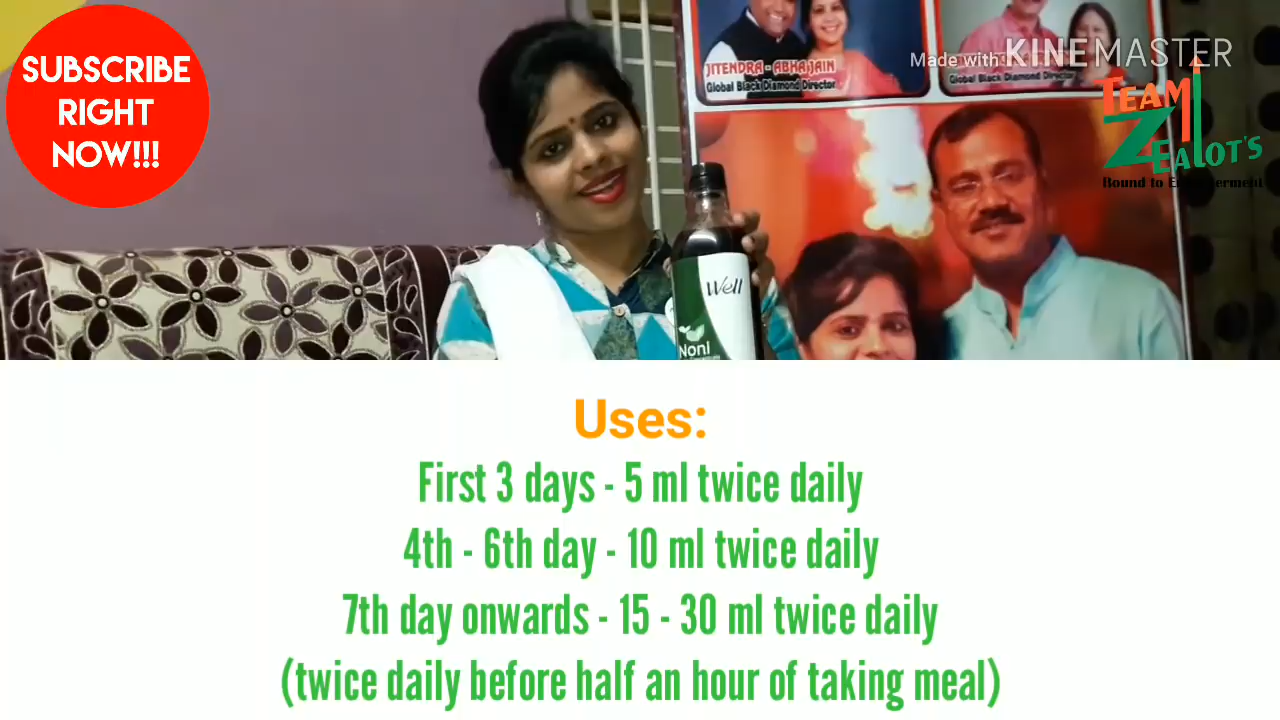 SUBSCRIBE
RIGHT
NOW!!!
JITENDRA - ABHA JAIN
Global Black Diamond Director
Global Black Diamond Director
Made with KINEMASTER
TEAM
ZEALOT'S
Bound to
Well
Noni
Uses:
First 3 days - 5 ml twice daily
4th - 6th day - 10 ml twice daily
7th day onwards - 15 - 30 ml twice daily
(twice daily before half an hour of taking meal)